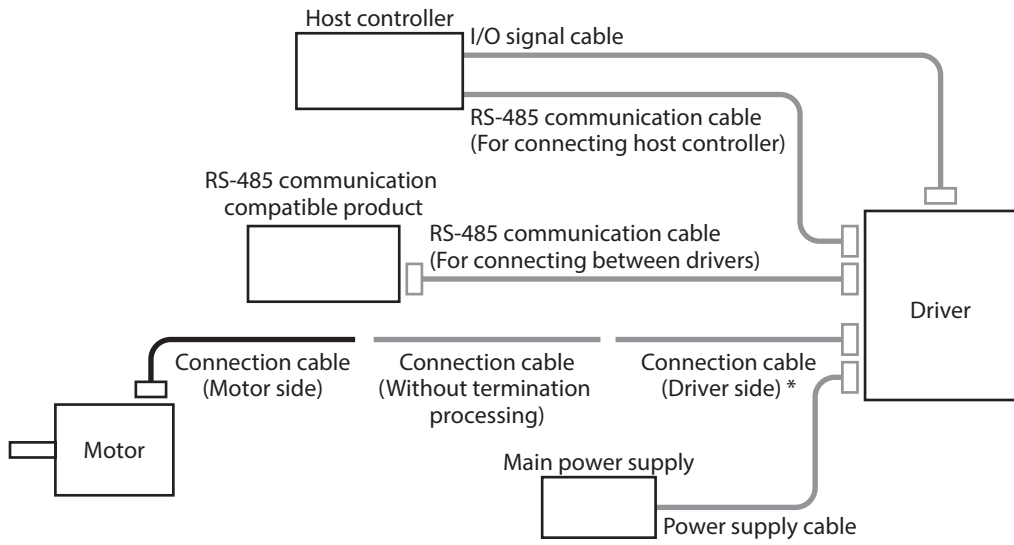 Host controller
I/O signal cable
RS-485 communication cable
(For connecting host controller)
RS-485 communication
compatible product
RS-485 communication cable
(For connecting between drivers)
Driver
Connection cable
(Motor side)
Connection cable
(Without termination
processing)
Connection cable
(Driver side) *
Motor
Main power supply
Power supply cable